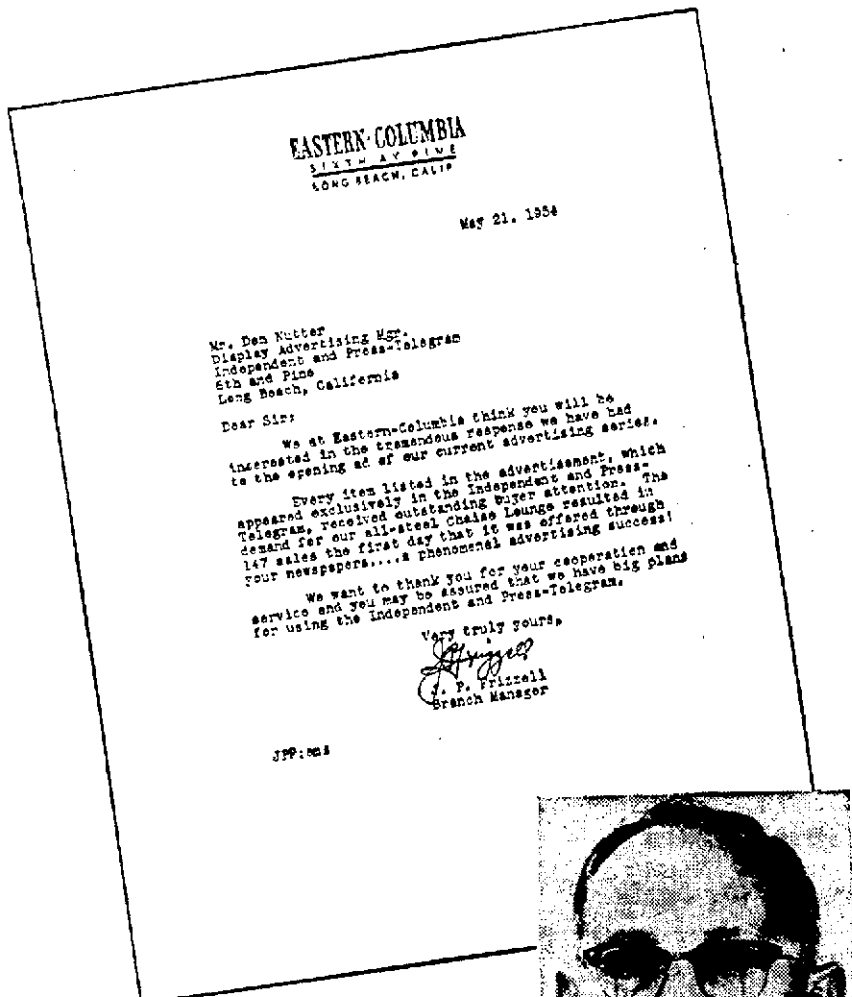 EASTERN-COLUMBIA
SIXTH AT PINE
LONG BEACH, CALIF
May 21, 1954
Mr. Don Nutter
Display Advertising Mgr.
Independent and Press-Telegram
6th and Pine
Long Beach, California
Dear Sir:
We at Eastern-Columbia think you will be
interested in the tremendous response we have had
to the opening ad of our current advertising series.
Every item listed in the advertisement, which
appeared exclusively in the Independent and Press-
Telegram, received outstanding buyer attention. The
demand for our all-steel Chaise Lounge resulted in
147 sales the first day that it was offered through
your newspapers,...a phenomenal advertising success!
We want to thank you for your cooperation and
service and you may be assured that we have big plans
for using the Independent and Press-Telegram.
Very truly yours,
J. P. Frizzell
J. P. Frizzell
Branch Manager